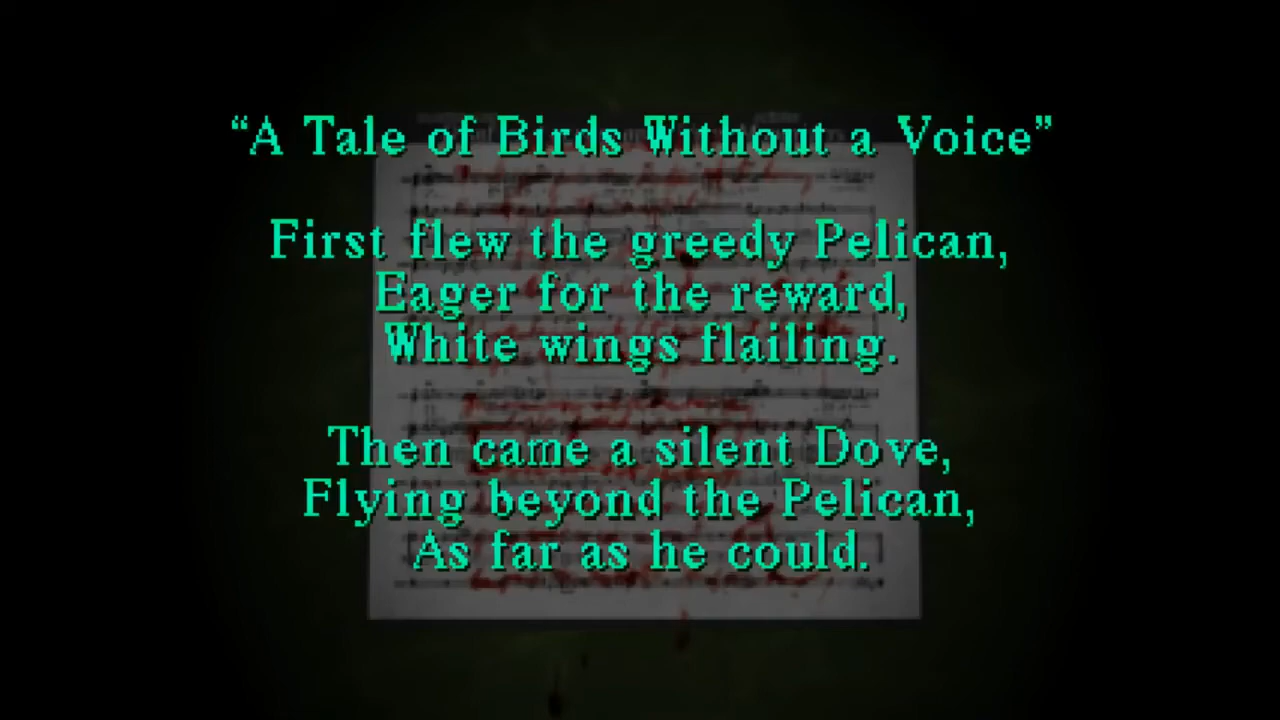 “A Tale of Birds Without a Voice”
First flew the greedy Pelican,
Eager for the reward,
White wings flailing.
Then came a silent Dove,
Flying beyond the Pelican,
As far as he could.